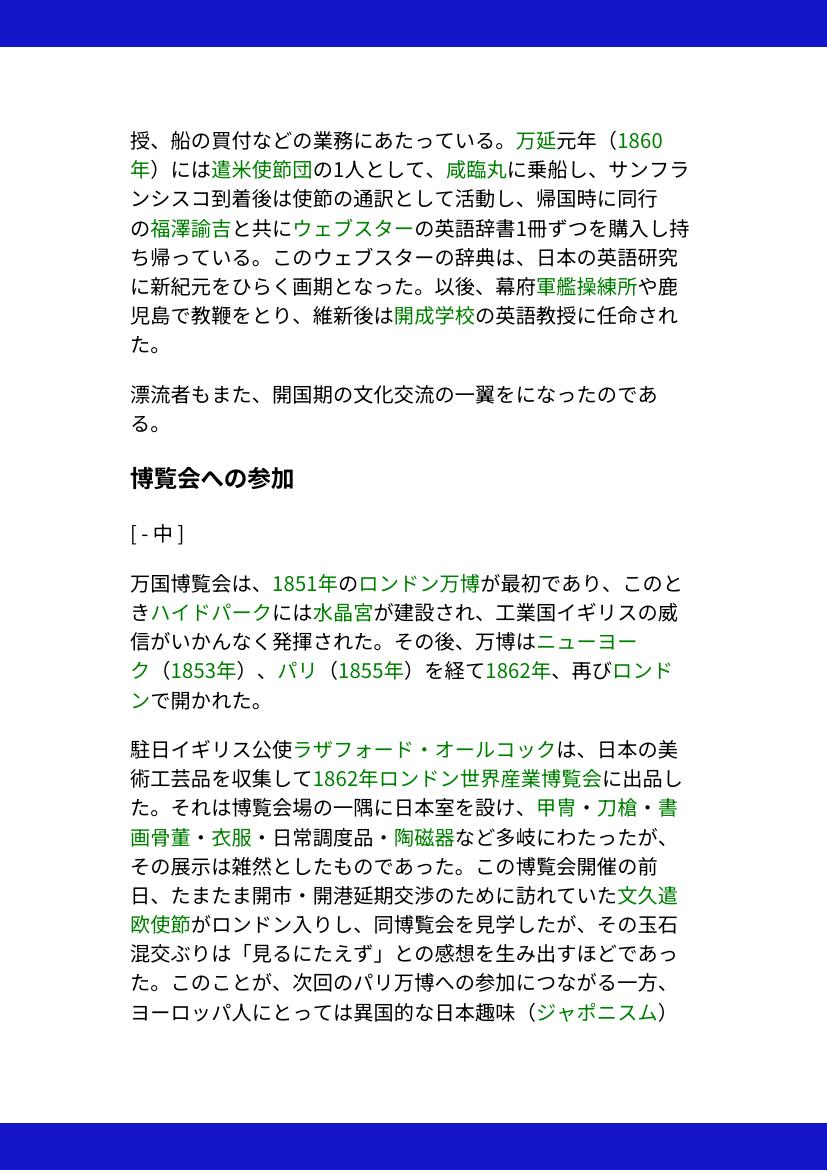 授、船の買付などの業務にあたっている。万延元年（1860
年）には遣米使節団の1人として、咸臨丸に乗船し、サンフラ
ンシスコ到着後は使節の通訳として活動し、帰国時に同行
の福澤諭吉と共にウェブスターの英語辞書1冊ずつを購入し持
ち帰っている。このウェブスターの辞典は、日本の英語研究
に新紀元をひらく画期となった。以後、幕府軍艦操練所や鹿
児島で教鞭をとり、維新後は開成学校の英語教授に任命され
た。
漂流者もまた、開国期の文化交流の一翼をになったのであ
る。
博覧会への参加
[ - 中 ]
万国博覧会は、1851年のロンドン万博が最初であり、このと
きハイドパークには水晶宮が建設され、工業国イギリスの威
信がいかんなく発揮された。その後、万博はニューヨー
ク（1853年）、パリ（1855年）を経て1862年、再びロンド
ンで開かれた。
駐日イギリス公使ラザフォード・オールコックは、日本の美
術工芸品を収集して1862年ロンドン世界産業博覧会に出品し
た。それは博覧会場の一隅に日本室を設け、甲冑・刀槍・書
画骨董・衣服・日常調度品・陶磁器など多岐にわたったが、
その展示は雑然としたものであった。この博覧会開催の前
日、たまたま開市・開港延期交渉のために訪れていた文久遣
欧使節がロンドン入りし、同博覧会を見学したが、その玉石
混交ぶりは「見るにたえず」との感想を生み出すほどであっ
た。このことが、次回のパリ万博への参加につながる一方、
ヨーロッパ人にとっては異国的な日本趣味（ジャポニスム）